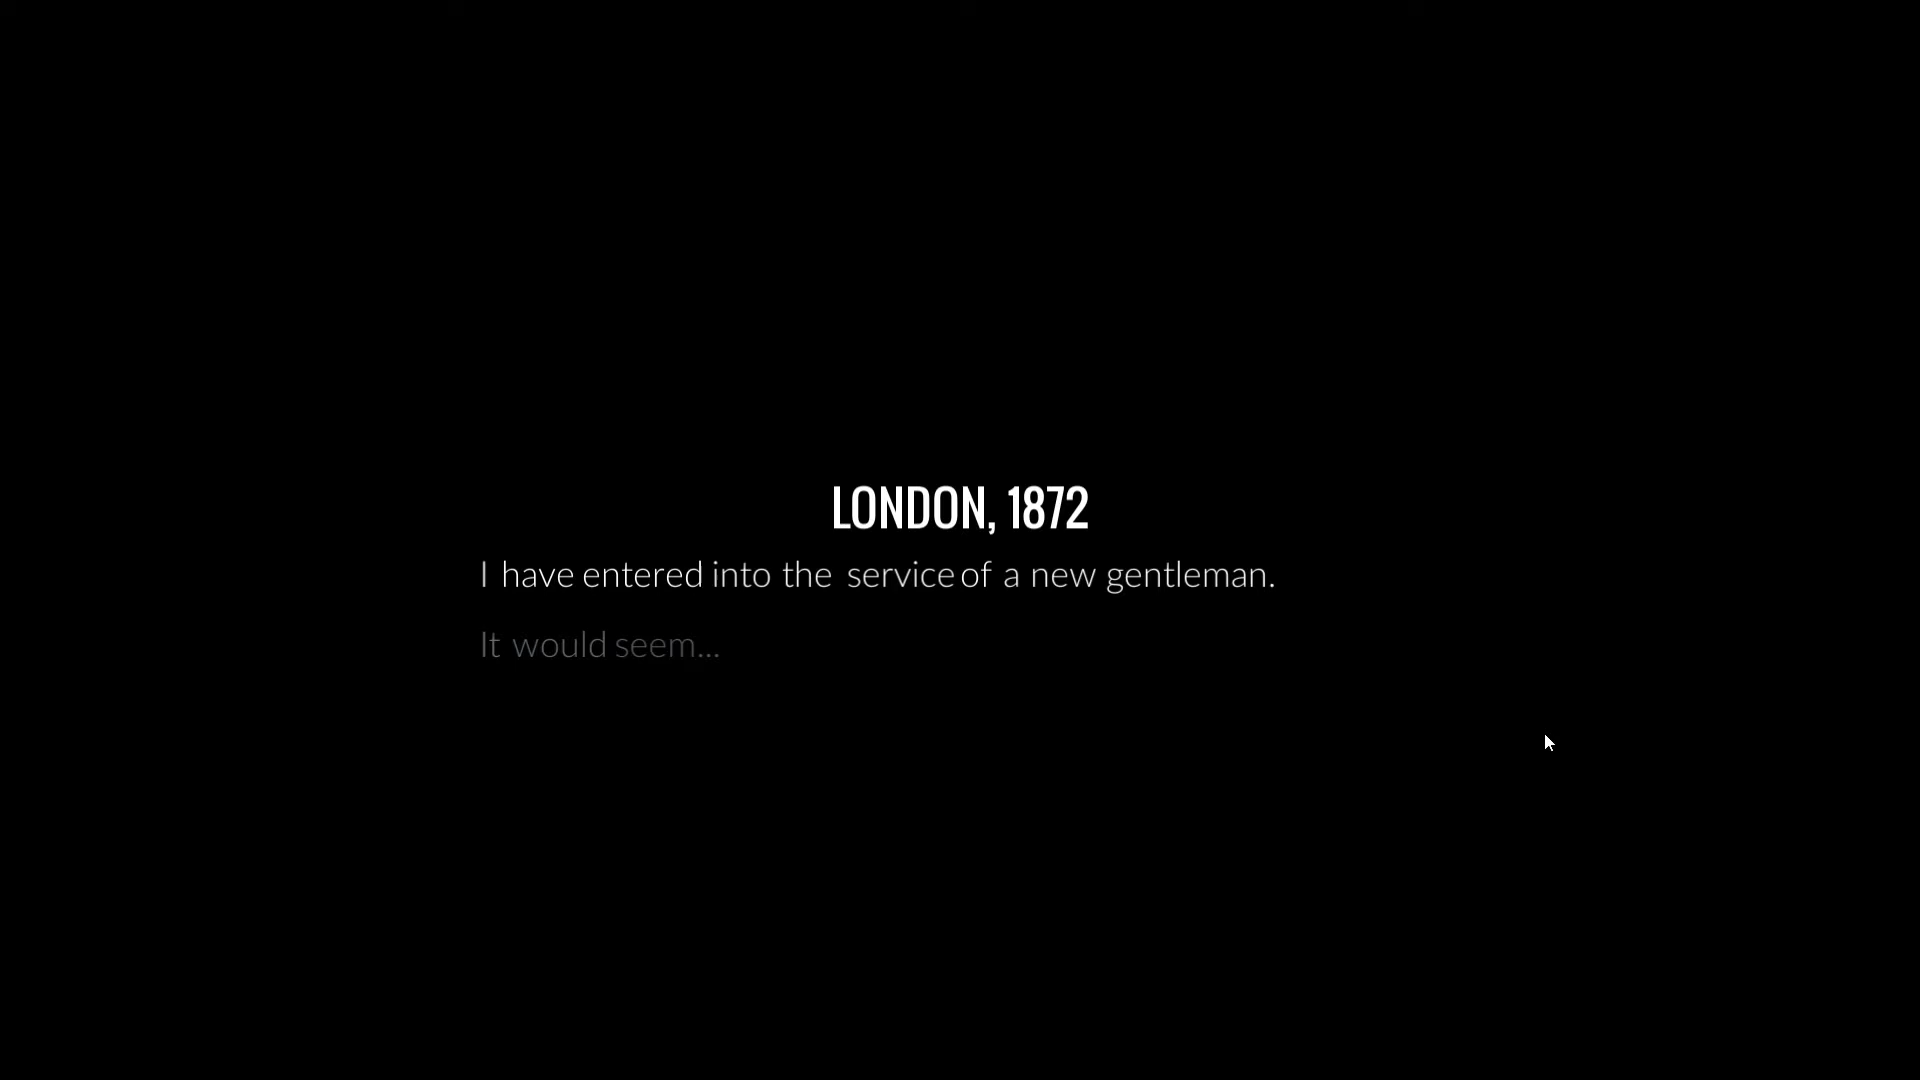 LONDON, 1872
I have entered into the service of a new gentleman.
It would seem...